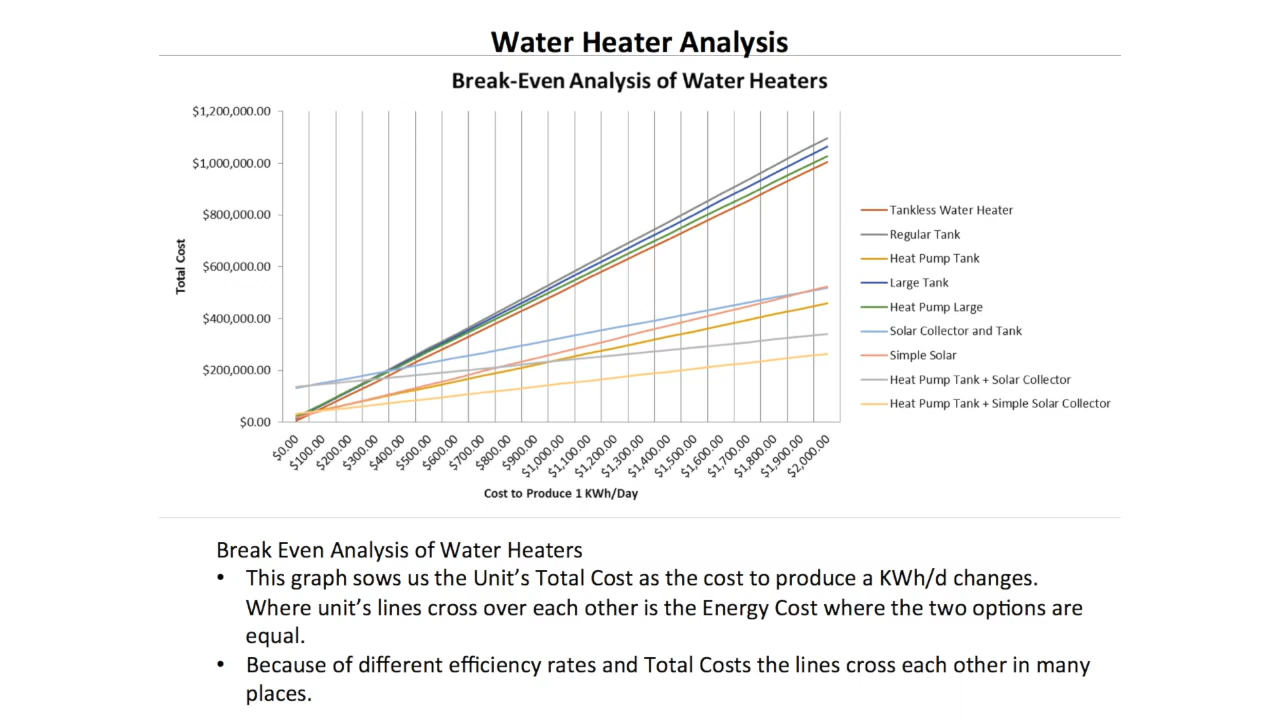 Water Heater Analysis
Break-Even Analysis of Water Heaters
$1,200,000.00
$1,000,000.00
$800,000.00
$600,000.00
$400,000.00
$200,000.00
$0.00
Total Cost
$0.00
$100.00
$200.00
$300.00
$400.00
$500.00
$600.00
$700.00
$800.00
$900.00
$1,000.00
$1,100.00
$1,200.00
$1,300.00
$1,400.00
$1,500.00
$1,600.00
$1,700.00
$1,800.00
$1,900.00
$2,000.00
Cost to Produce 1 KWh/Day
Tankless Water Heater
Regular Tank
Heat Pump Tank
Large Tank
Heat Pump Large
Solar Collector and Tank
Simple Solar
Heat Pump Tank + Solar Collector
Heat Pump Tank + Simple Solar Collector
Break Even Analysis of Water Heaters
• This graph sows us the Unit's Total Cost as the cost to produce a KWh/d changes.
Where unit's lines cross over each other is the Energy Cost where the two options are
equal.
• Because of different efficiency rates and Total Costs the lines cross each other in many
places.